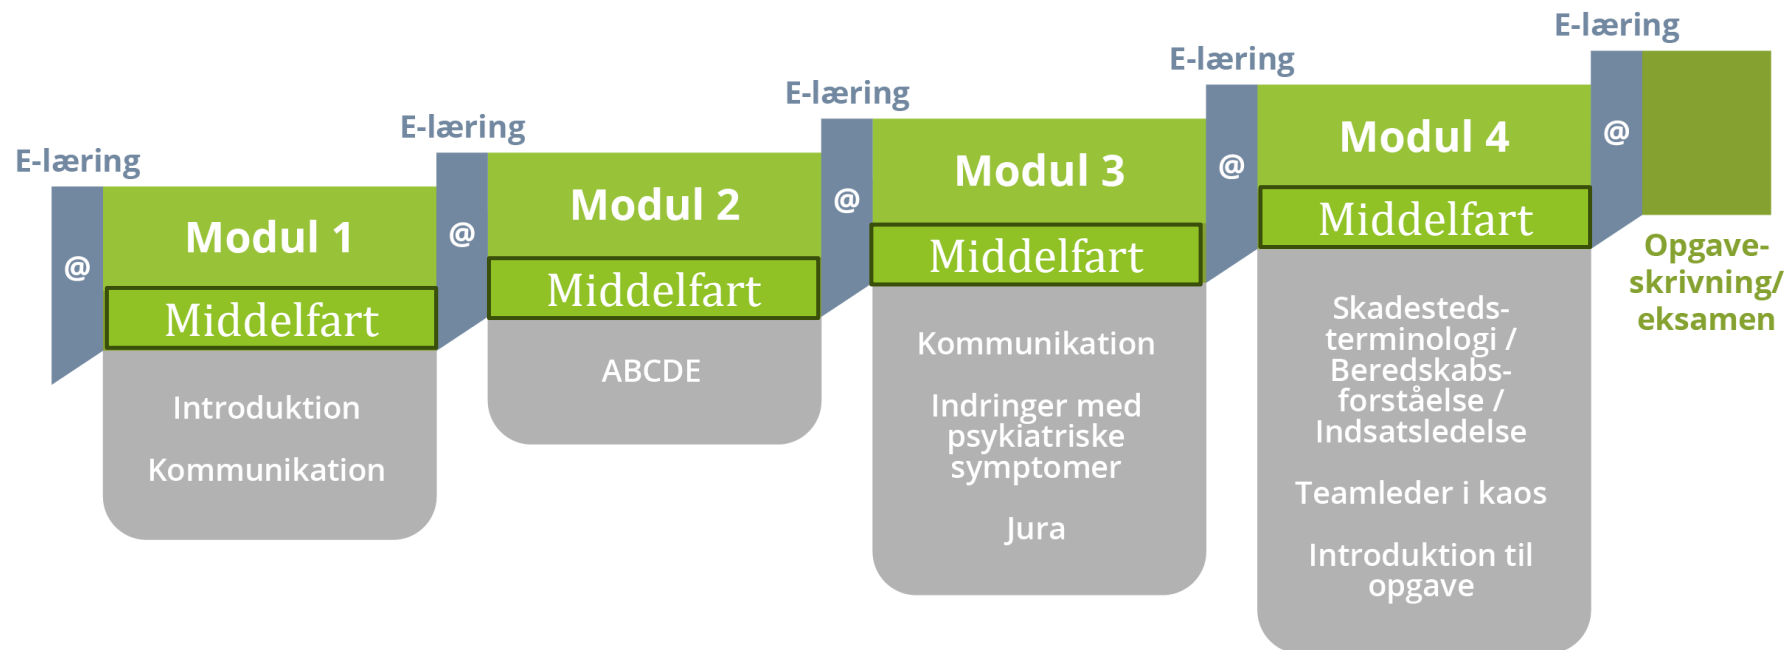 E-læring
@
Modul 1
Middelfart
Introduktion
Kommunikation
E-læring
@
Modul 2
Middelfart
ABCDE
E-læring
@
Modul 3
Middelfart
Kommunikation
Indringer med
psykiatriske
symptomer
Jura
E-læring
@
Modul 4
Middelfart
Skadesteds-
terminologi /
Beredskabs-
forståelse /
Indsatsledelse
Teamleder i kaos
Introduktion til
opgave
E-læring
@
Opgave-
skrivning/
eksamen